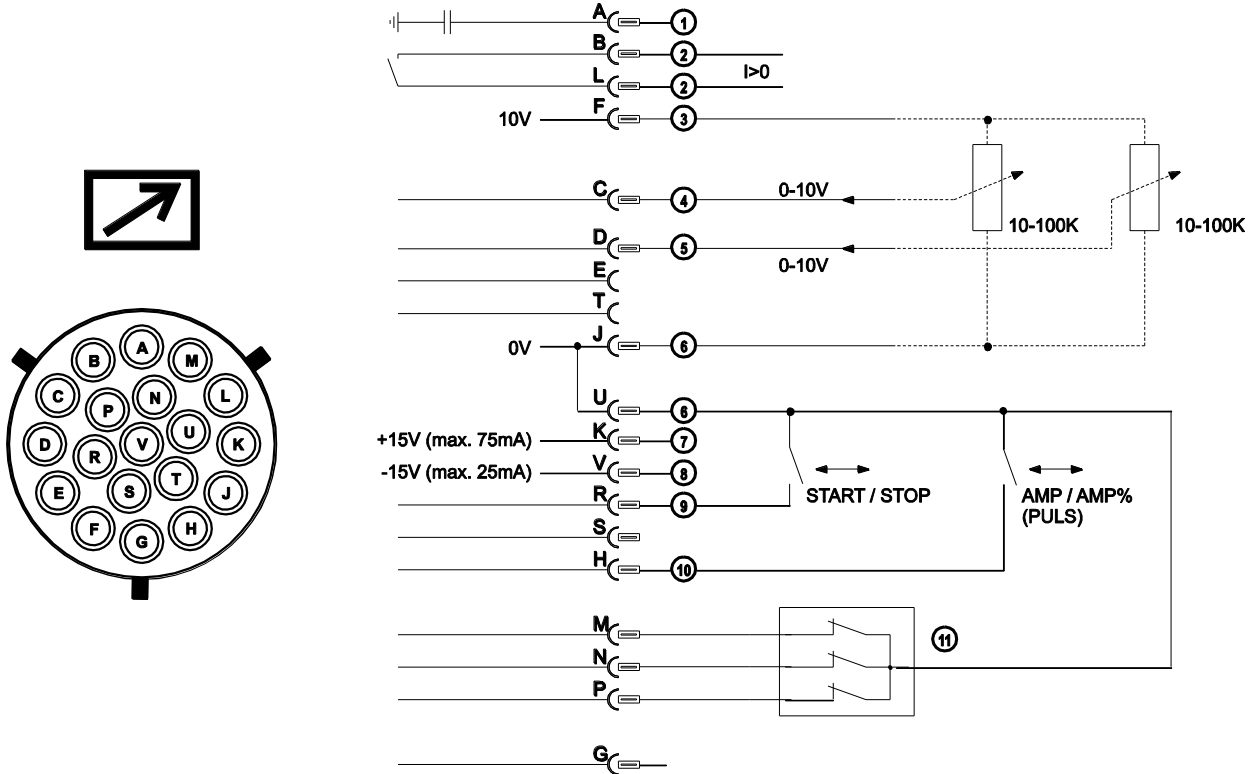 A 1
B 2
I>0
L 2
10V F 3
C 4 0-10V
10-100K 10-100K
D 5
0-10V
E
T
0V J 6
U 6
+15V (max. 75mA) K 7
-15V (max. 25mA) V 8
R 9
START / STOP
AMP / AMP%
(PULS)
S
H 10
M
11
N
P
G
A
B M
C L
P N
U
D R V K
T
E S J
F H
G